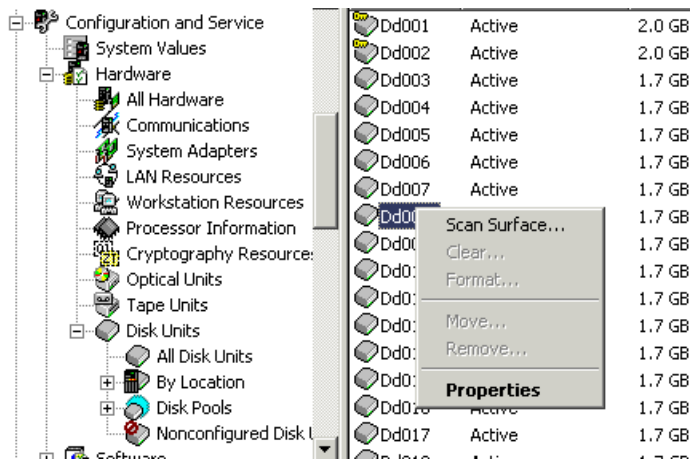 Configuration and Service
System Values
Hardware
All Hardware
Communications
System Adapters
LAN Resources
Workstation Resources
Processor Information
Cryptography Resource
Optical Units
Tape Units
Disk Units
All Disk Units
By Location
Disk Pools
Nonconfigured Disk
Software
Dd001 Active 2.0 GB
Dd002 Active 2.0 GB
Dd003 Active 1.7 GB
Dd004 Active 1.7 GB
Dd005 Active 1.7 GB
Dd006 Active 1.7 GB
Dd007 Active 1.7 GB
1.7 GB
1.7 GB
1.7 GB
1.7 GB
1.7 GB
1.7 GB
1.7 GB
Active 1.7 GB
Dd017 Active 1.7 GB
Scan Surface...
Clear...
Format...
Move...
Remove...
Properties